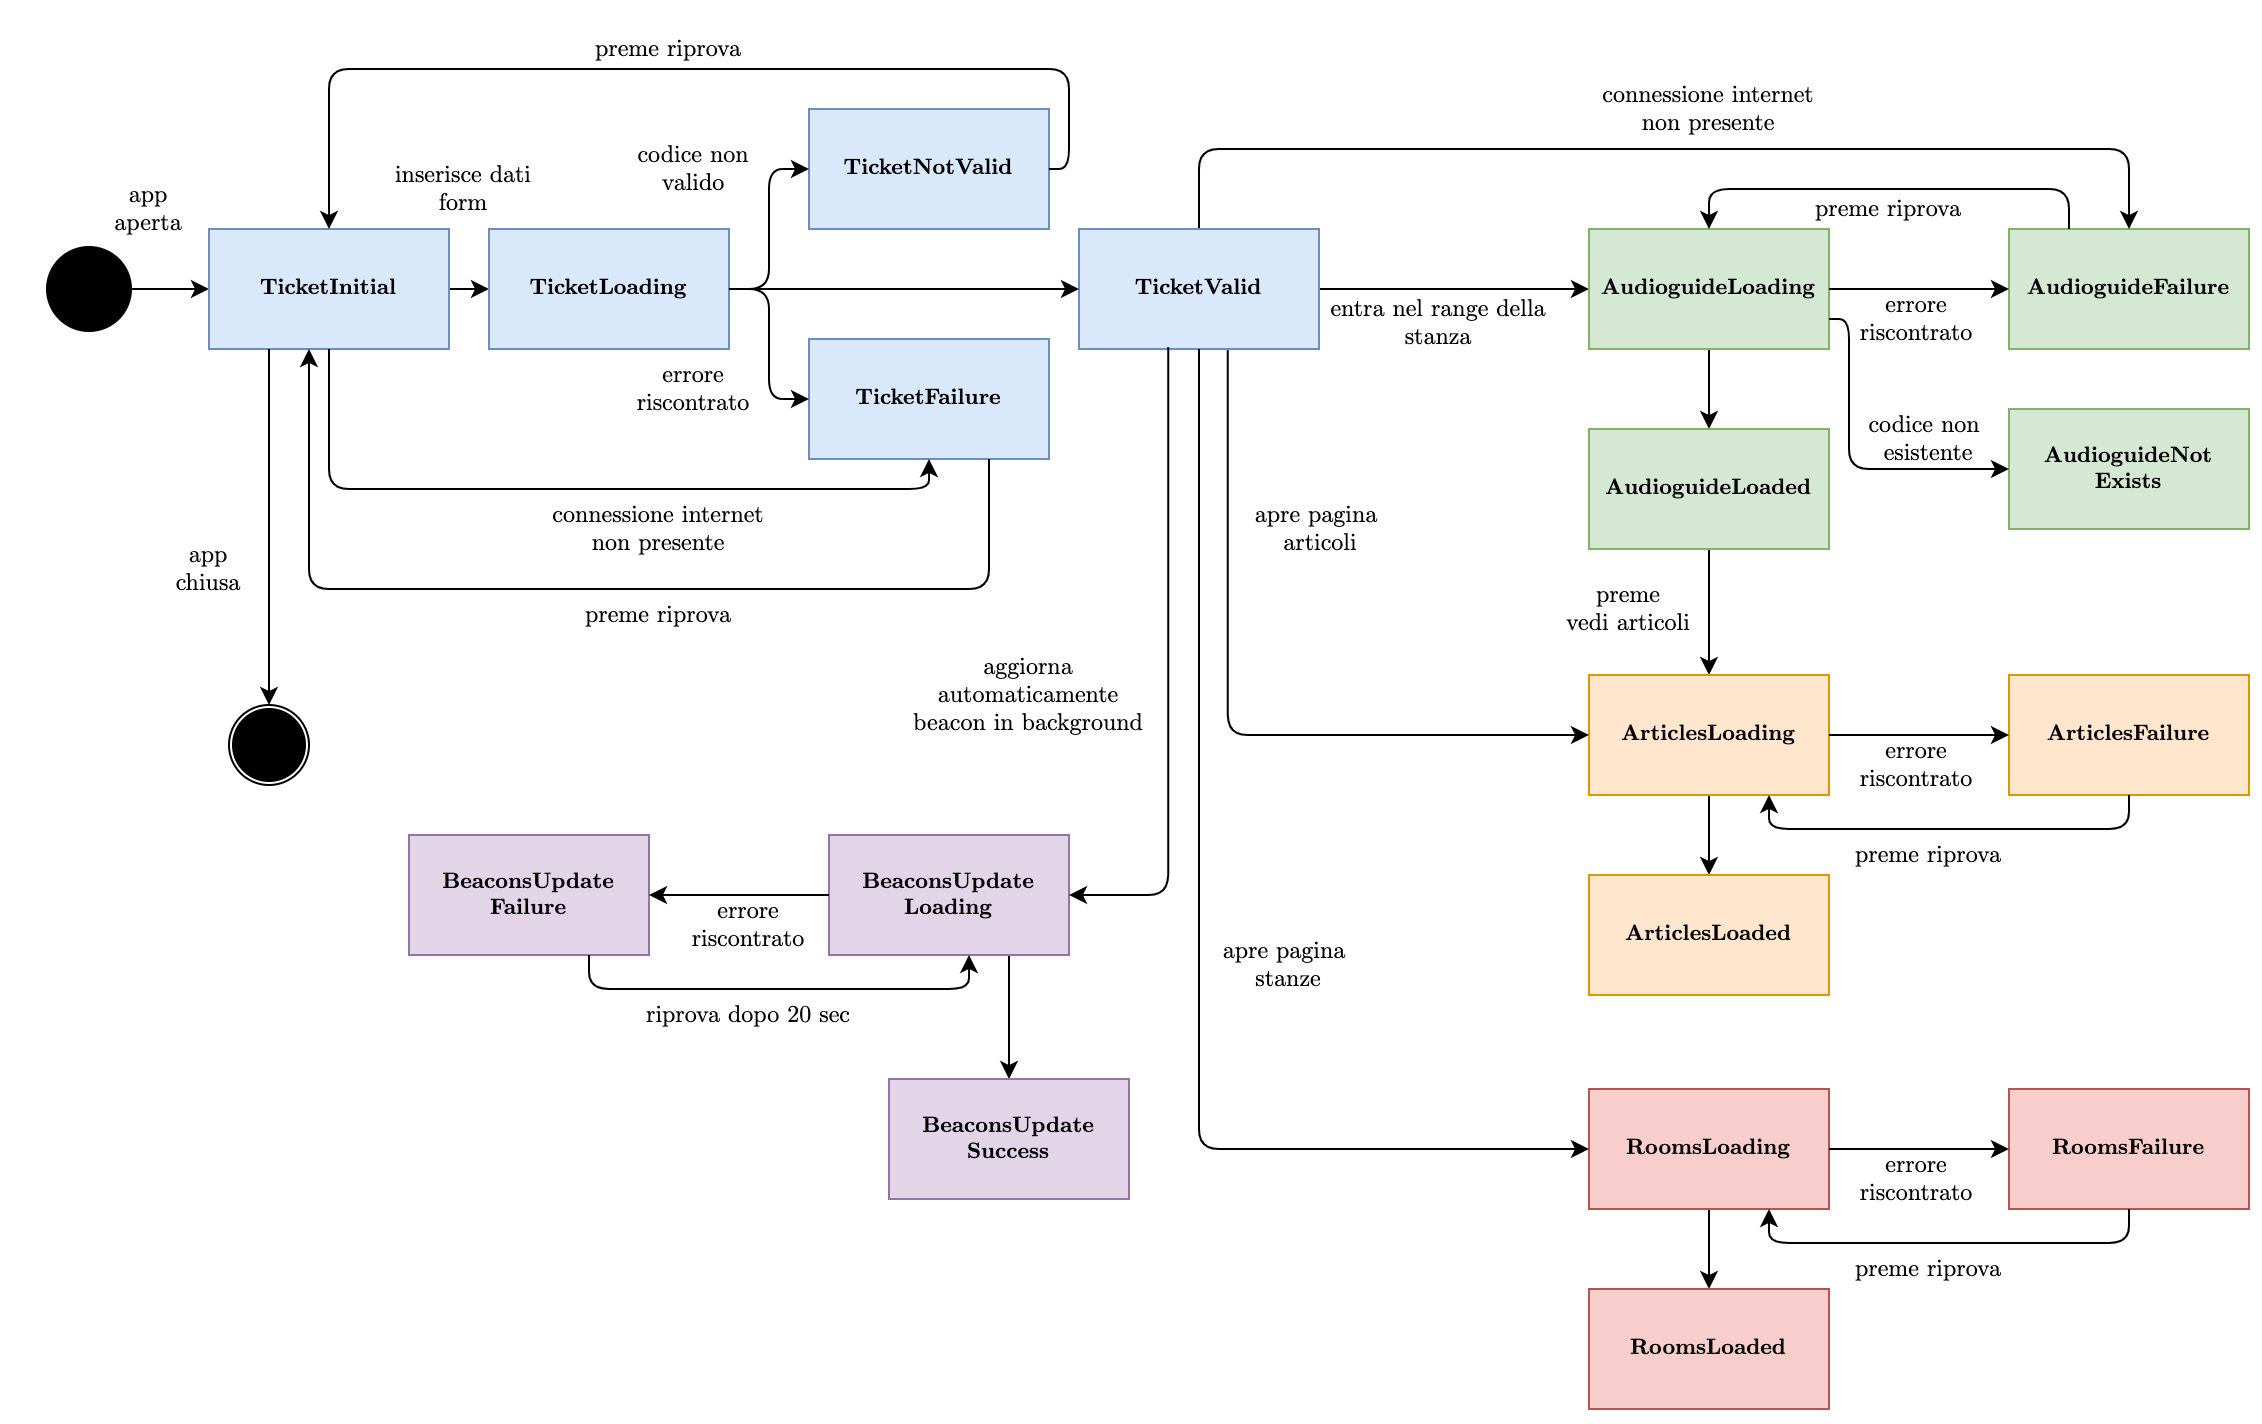 preme riprova
connessione internet
non presente
codice non
valido
TicketNotValid
inserisce dati
form
app
aperta
preme riprova
TicketInitial
TicketLoading
TicketValid
entra nel range della
stanza
AudioguideLoading
errore
riscontrato
AudioguideFailure
errore
riscontrato
TicketFailure
codice non
esistente
AudioguideNot
Exists
AudioguideLoaded
connessione internet
non presente
apre pagina
articoli
app
chiusa
preme riprova
preme
vedi articoli
aggiorna
automaticamente
beacon in background
ArticlesLoading
errore
riscontrato
ArticlesFailure
preme riprova
BeaconsUpdate
Failure
errore
riscontrato
BeaconsUpdate
Loading
ArticlesLoaded
apre pagina
stanze
riprova dopo 20 sec
BeaconsUpdate
Success
RoomsLoading
errore
riscontrato
RoomsFailure
preme riprova
RoomsLoaded